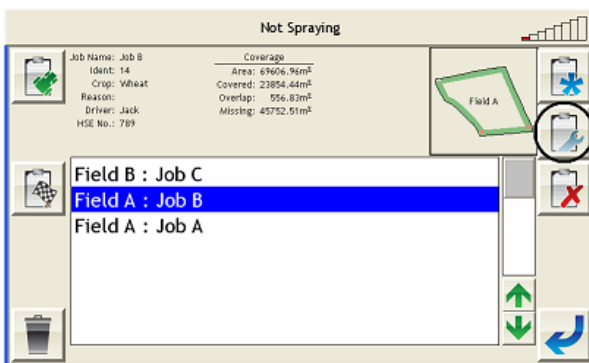 Not Spraying
Job Name: Job B
Ident: 14
Crop: Wheat
Reason:
Driver: Jack
HSE No.: 789
Coverage
Area: 69606.96m²
Covered: 23854.44m²
Overlap: 556.83m²
Missing: 45752.51m²
Field A
Field B : Job C
Field A : Job B
Field A : Job A